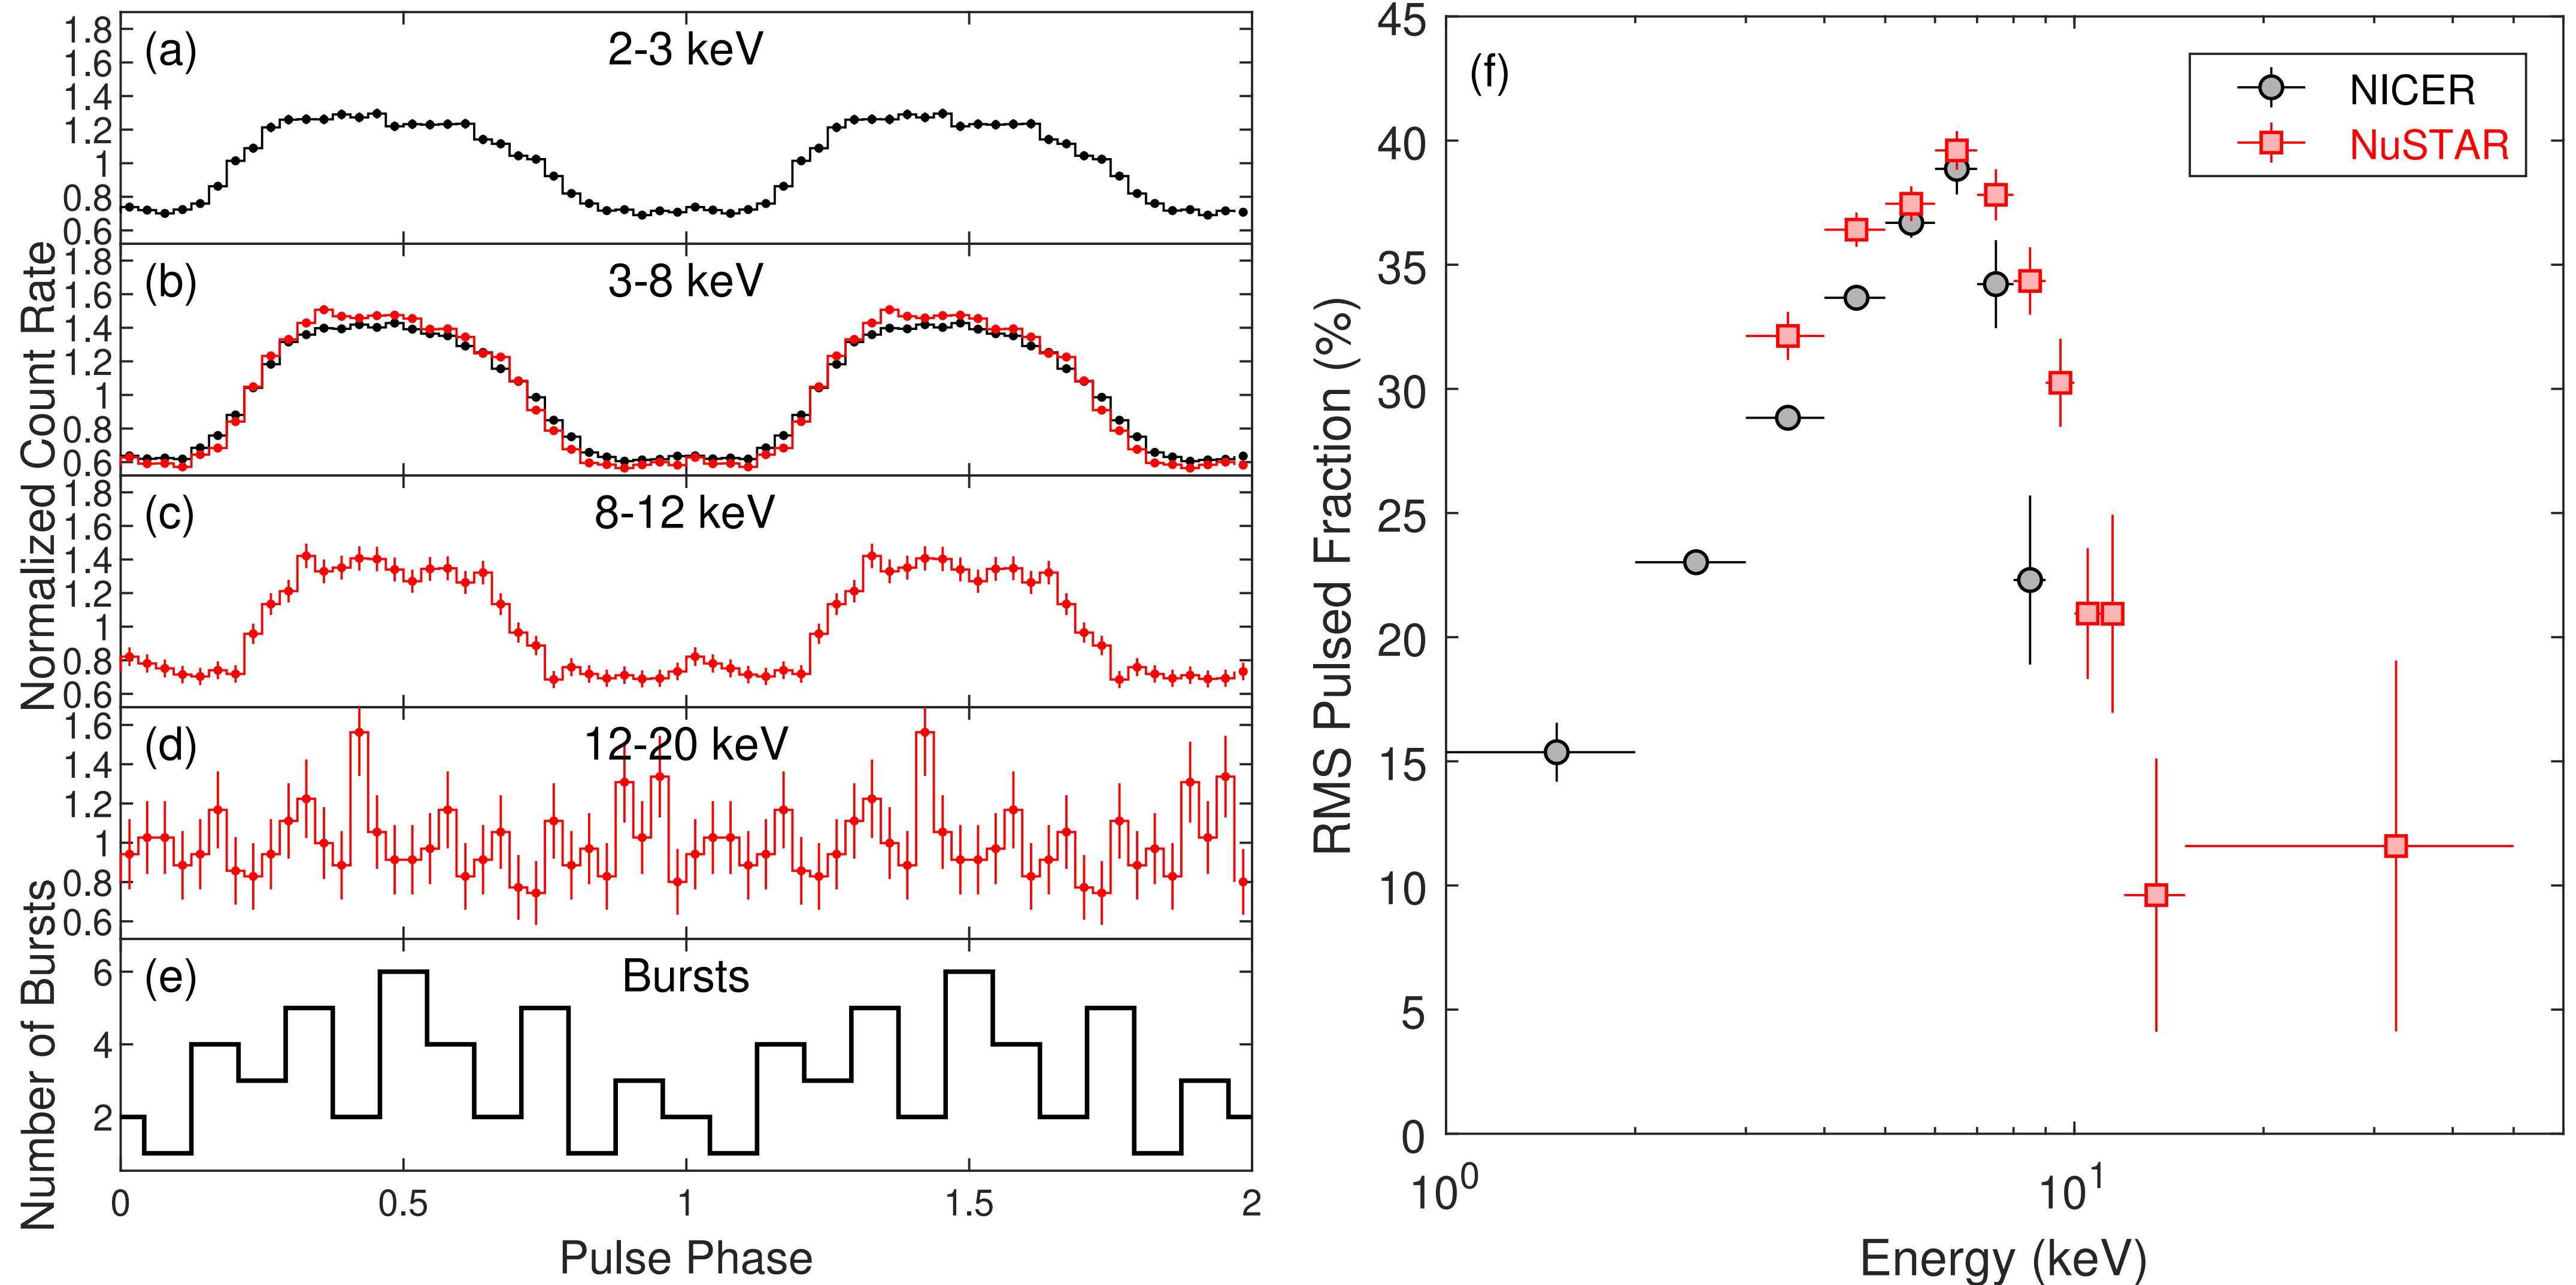 (a)
2-3 keV
1.8
1.6
1.4
1.2
1
0.8
0.6
(b)
3-8 keV
1.8
1.6
1.4
1.2
1
0.8
0.6
(c)
8-12 keV
1.8
1.6
1.4
1.2
1
0.8
0.6
(d)
12-20 keV
1.6
1.4
1.2
1
0.8
0.6
(e)
Bursts
6
4
2
Normalized Count Rate
Number of Bursts
0 0.5 1 1.5 2
Pulse Phase
(f)
NICER
NuSTAR
45
40
35
30
25
20
15
10
5
0
RMS Pulsed Fraction (%)
10⁰ 10¹
Energy (keV)